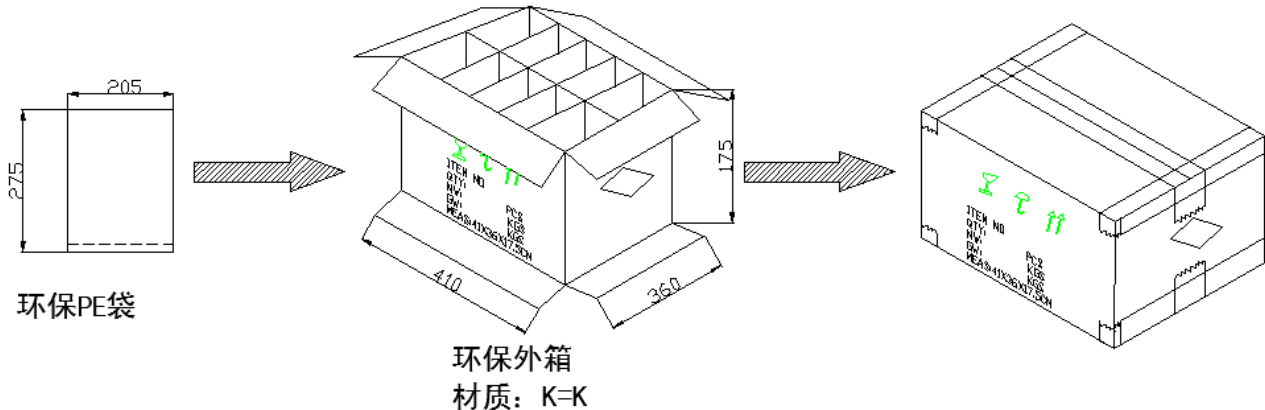 205
275
环保PE袋
ITEM NO
QTY: PCS
NW: KGS
GW: KGS
MEAS:41X36X17.5CM
175
410
360
环保外箱
材质: K=K
ITEM NO
QTY: PCS
NW: KGS
GW: KGS
MEAS:41X36X17.5CM